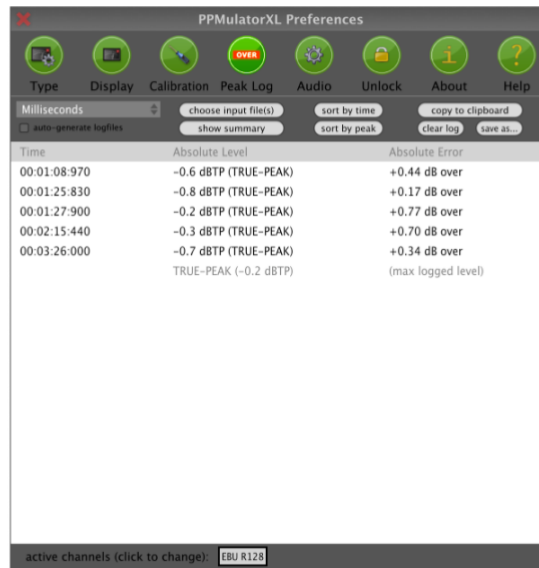 PPMulatorXL Preferences
OVER
Type Display Calibration Peak Log Audio Unlock About Help
Milliseconds choose input file(s) sort by time copy to clipboard
auto-generate logfiles show summary sort by peak clear log save as...
Time Absolute Level Absolute Error
00:01:08:970 -0.6 dBTP (TRUE-PEAK) +0.44 dB over
00:01:25:830 -0.8 dBTP (TRUE-PEAK) +0.17 dB over
00:01:27:900 -0.2 dBTP (TRUE-PEAK) +0.77 dB over
00:02:15:440 -0.3 dBTP (TRUE-PEAK) +0.70 dB over
00:03:26:000 -0.7 dBTP (TRUE-PEAK) +0.34 dB over
TRUE-PEAK (-0.2 dBTP) (max logged level)
active channels (click to change): EBU R128